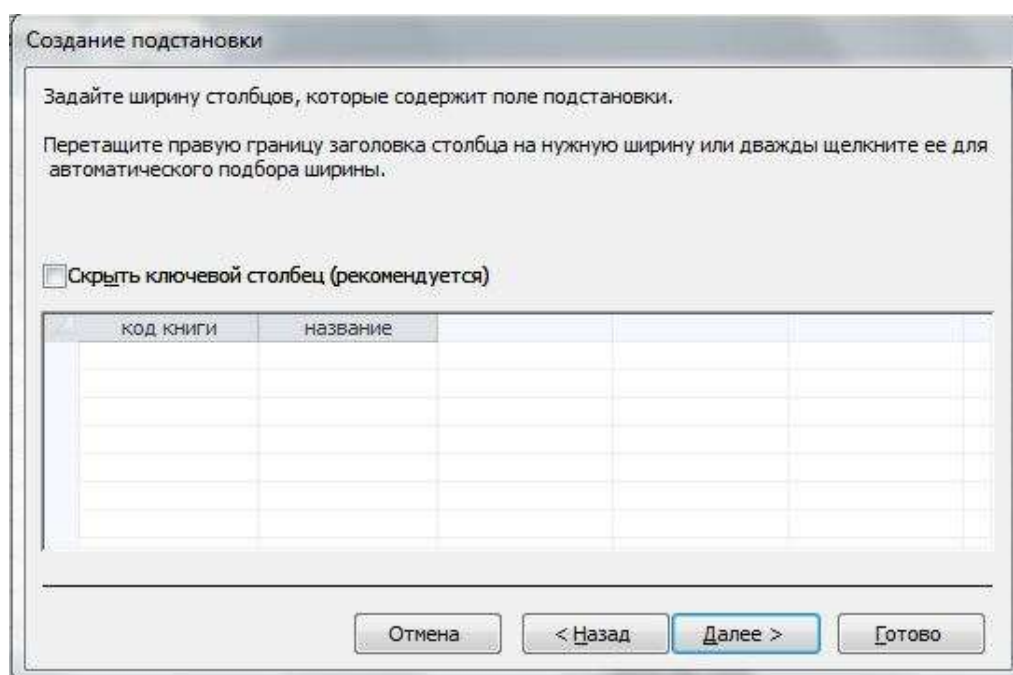 Создание подстановки
Задайте ширину столбцов, которые содержит поле подстановки.
Перетащите правую границу заголовка столбца на нужную ширину или дважды щелкните ее для
автоматического подбора ширины.
Скрыть ключевой столбец (рекомендуется)
код книги название
Отмена < Назад Далее > Готово